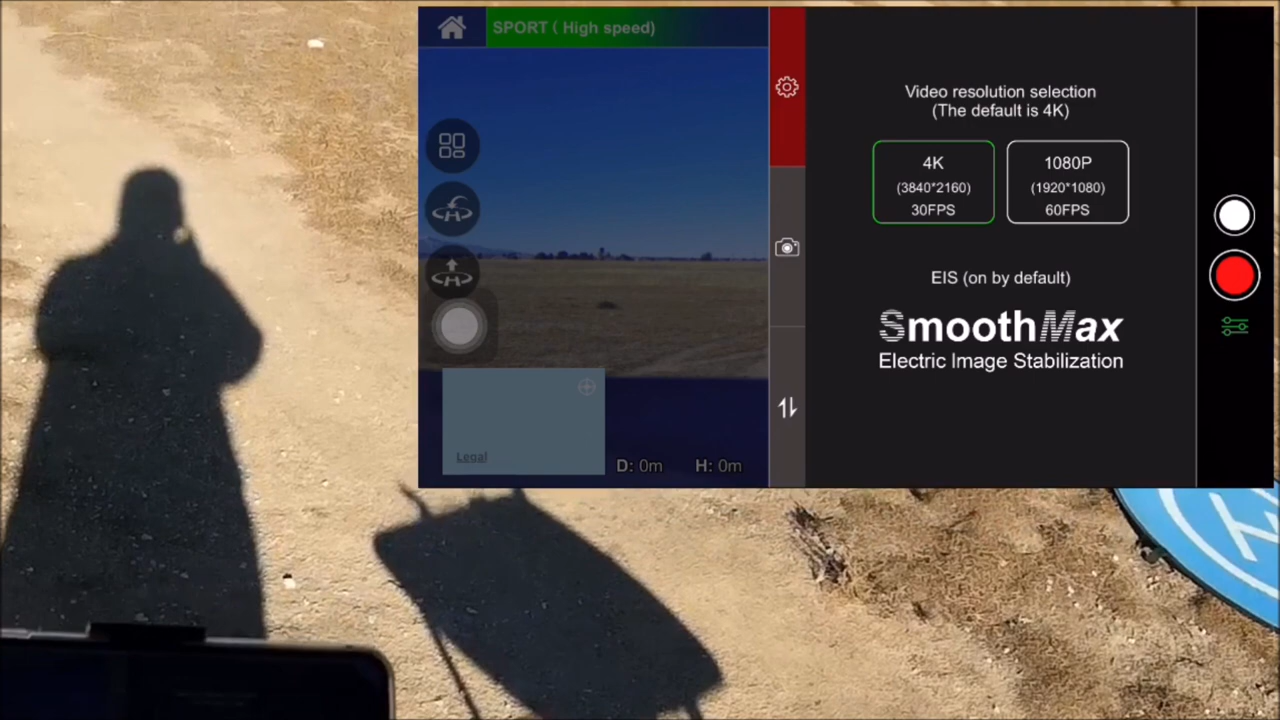 SPORT ( High speed)
Video resolution selection
(The default is 4K)
4K
(3840*2160)
30FPS
1080P
(1920*1080)
60FPS
EIS (on by default)
SmoothMax
Electric Image Stabilization
Legal
D: 0m
H: 0m
H